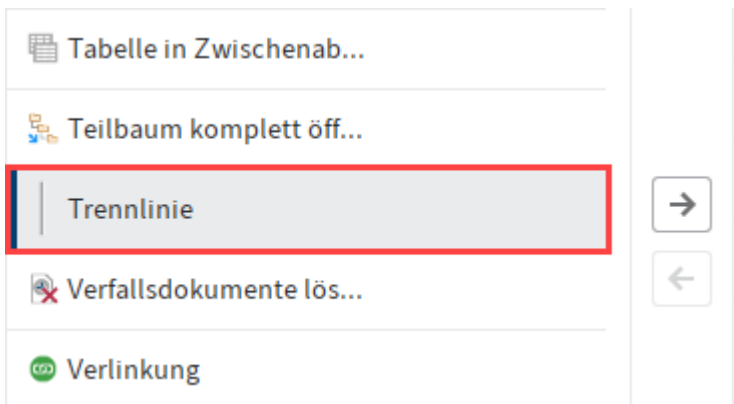 Tabelle in Zwischenab...
Teilbaum komplett öff...
Trennlinie
Verfallsdokumente lös...
Verlinkung